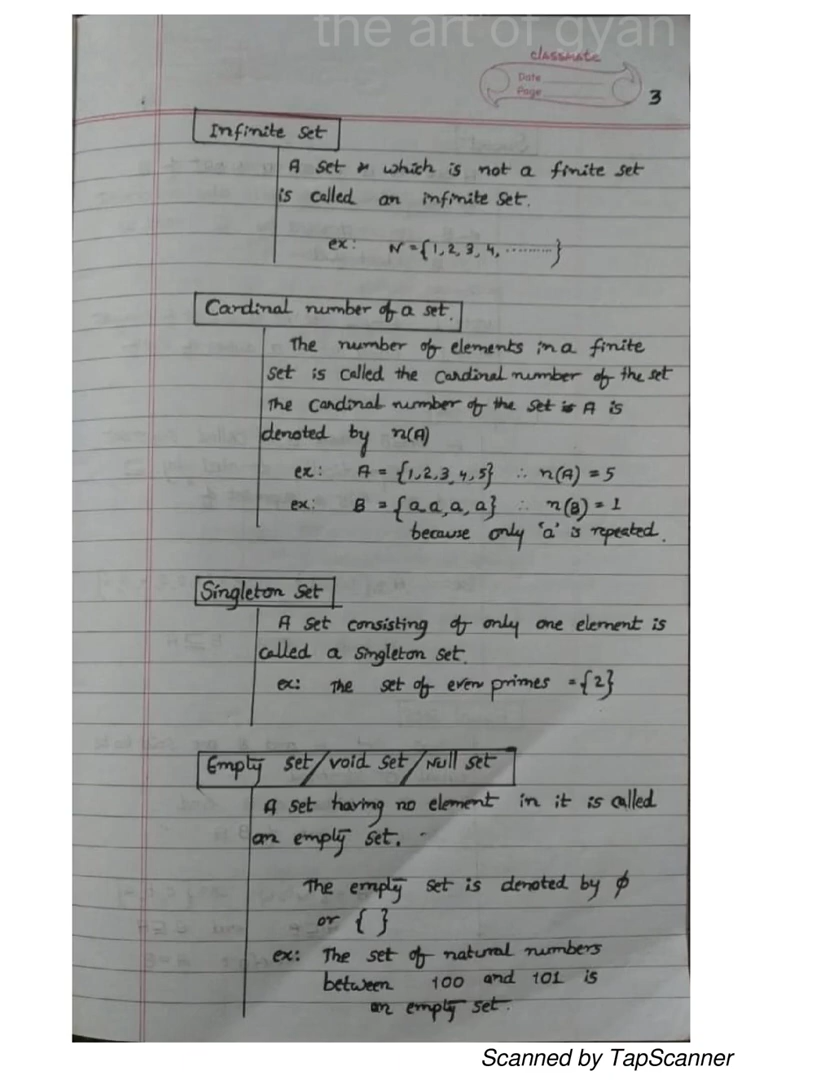 the art of gyan
classmate
Date
Page
3
Infinite set
A set which is not a finite set
is called an infinite set.
ex: N = {1, 2, 3, 4, ..........}
Cardinal number of a set.
The number of elements in a finite
set is called the cardinal number of the set
The cardinal number of the set A is
denoted by n(A)
ex: A = {1,2,3,4,5} ∴ n(A) = 5
ex: B = {a,a,a,a} ∴ n(B) = 1
because only 'a' is repeated.
Singleton set
A set consisting of only one element is
called a singleton set.
ex: The set of even primes = {2}
Empty set/void set/Null set
A set having no element in it is called
an empty set.
The empty set is denoted by ϕ
or { }
ex: The set of natural numbers
between 100 and 101 is
an empty set.
Scanned by TapScanner